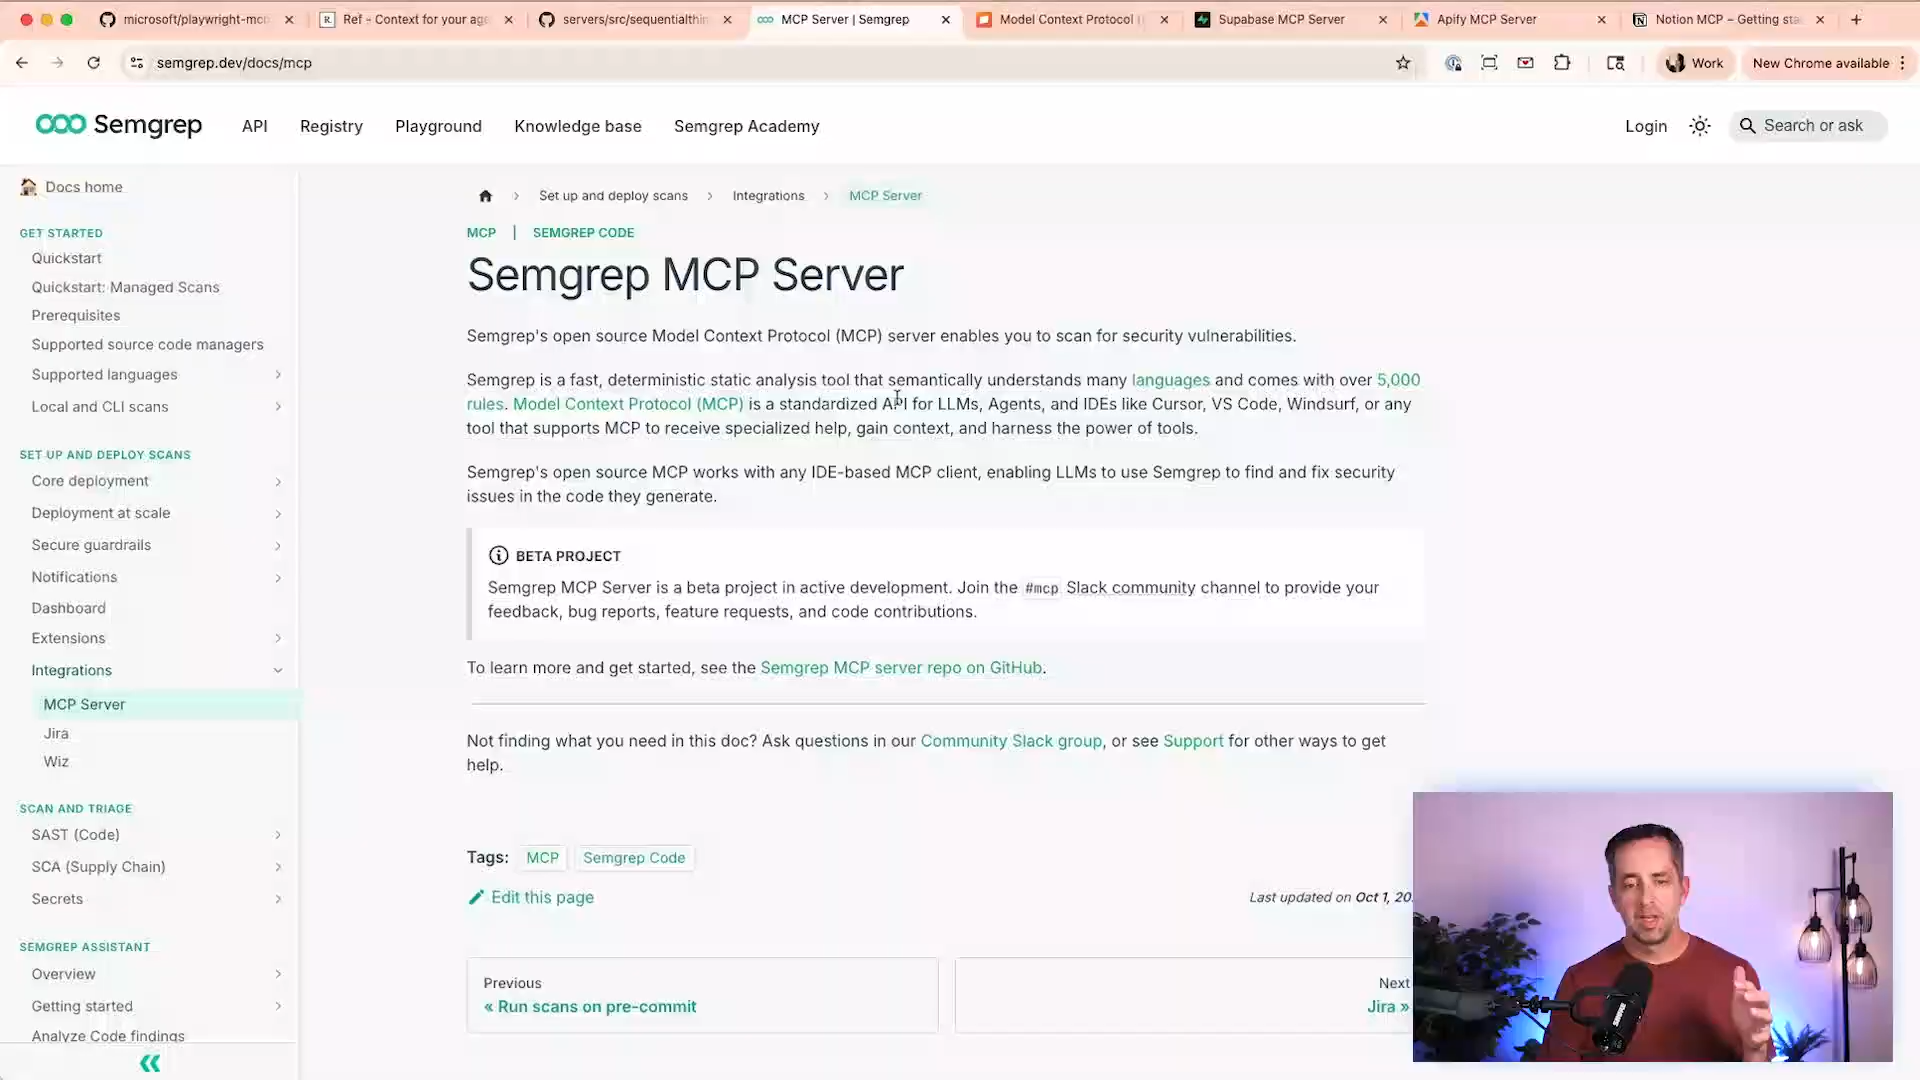 microsoft/playwright-mcp
Ref - Context for your age
servers/src/sequentialthin
MCP Server | Semgrep
Model Context Protocol (
Supabase MCP Server
Apify MCP Server
Notion MCP – Getting sta
semgrep.dev/docs/mcp
Work
New Chrome available
Semgrep
API
Registry
Playground
Knowledge base
Semgrep Academy
Login
Search or ask
Docs home
GET STARTED
Quickstart
Quickstart: Managed Scans
Prerequisites
Supported source code managers
Supported languages
Local and CLI scans
SET UP AND DEPLOY SCANS
Core deployment
Deployment at scale
Secure guardrails
Notifications
Dashboard
Extensions
Integrations
MCP Server
Jira
Wiz
SCAN AND TRIAGE
SAST (Code)
SCA (Supply Chain)
Secrets
SEMGREP ASSISTANT
Overview
Getting started
Analyze Code findings
Set up and deploy scans > Integrations > MCP Server
MCP | SEMGREP CODE
Semgrep MCP Server
Semgrep's open source Model Context Protocol (MCP) server enables you to scan for security vulnerabilities.
Semgrep is a fast, deterministic static analysis tool that semantically understands many languages and comes with over 5,000
rules. Model Context Protocol (MCP) is a standardized API for LLMs, Agents, and IDEs like Cursor, VS Code, Windsurf, or any
tool that supports MCP to receive specialized help, gain context, and harness the power of tools.
Semgrep's open source MCP works with any IDE-based MCP client, enabling LLMs to use Semgrep to find and fix security
issues in the code they generate.
BETA PROJECT
Semgrep MCP Server is a beta project in active development. Join the #mcp Slack community channel to provide your
feedback, bug reports, feature requests, and code contributions.
To learn more and get started, see the Semgrep MCP server repo on GitHub.
Not finding what you need in this doc? Ask questions in our Community Slack group, or see Support for other ways to get
help.
Tags: MCP Semgrep Code
Edit this page
Last updated on Oct 1, 20
Previous
« Run scans on pre-commit
Next
Jira »